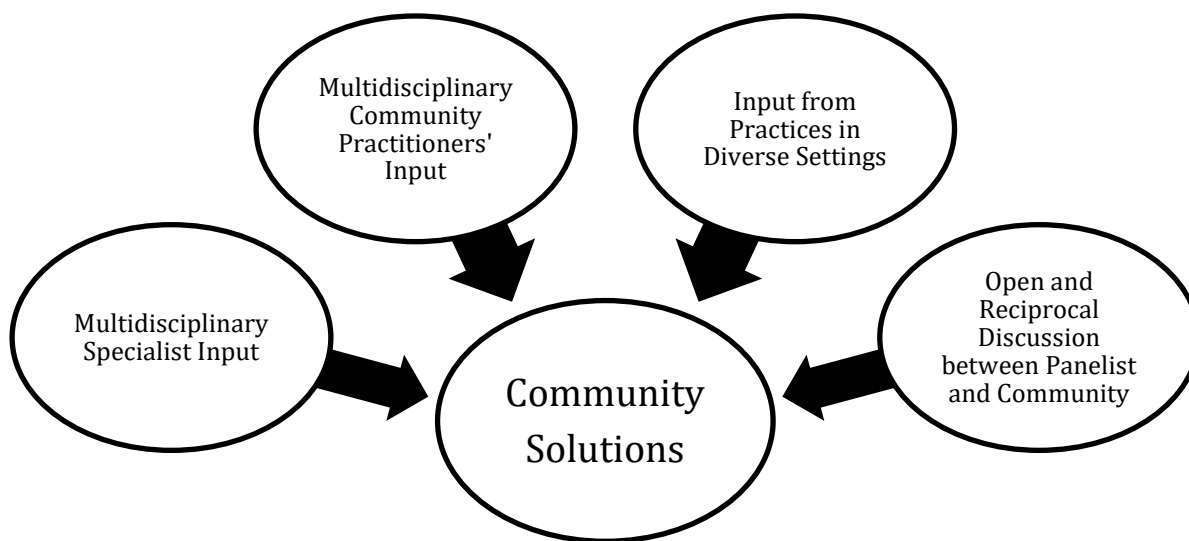 Multidisciplinary
Community
Practitioners'
Input
Input from
Practices in
Diverse Settings
Multidisciplinary
Specialist Input
Open and
Reciprocal
Discussion
between Panelist
and Community
Community
Solutions